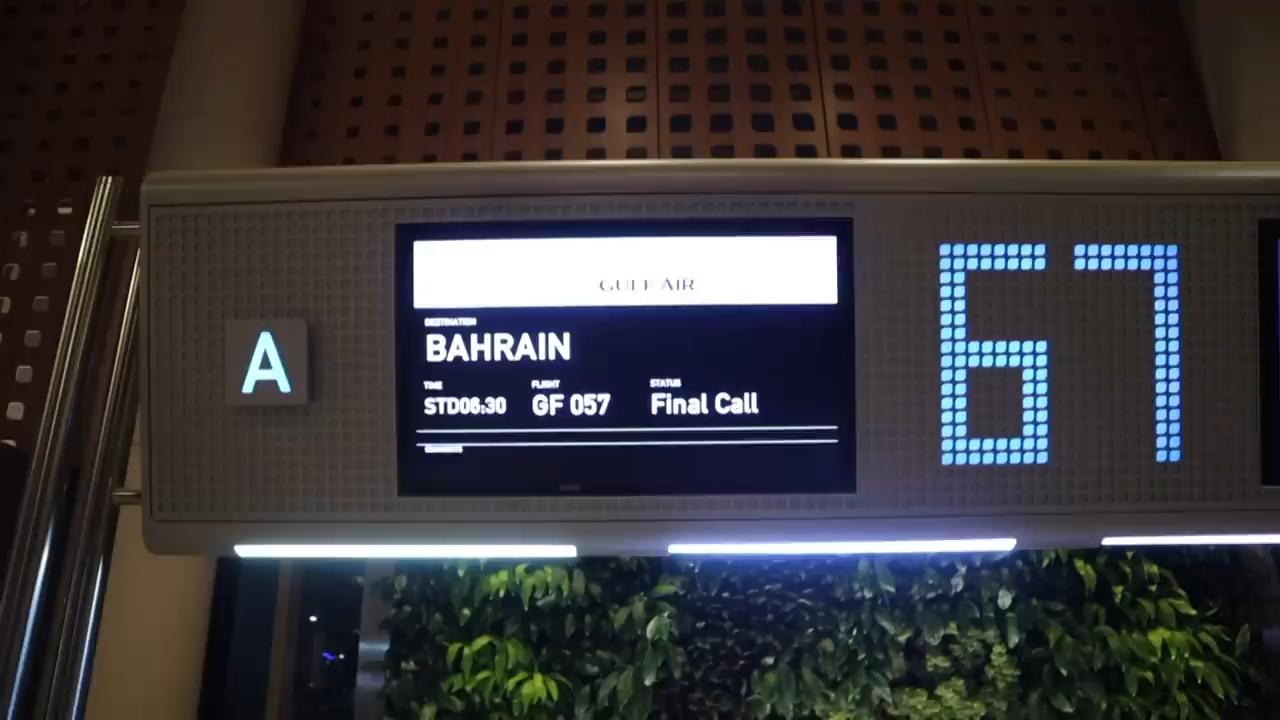 A
GULF AIR
DESTINATION
BAHRAIN
TIME FLIGHT STATUS
STD06:30 GF 057 Final Call
67